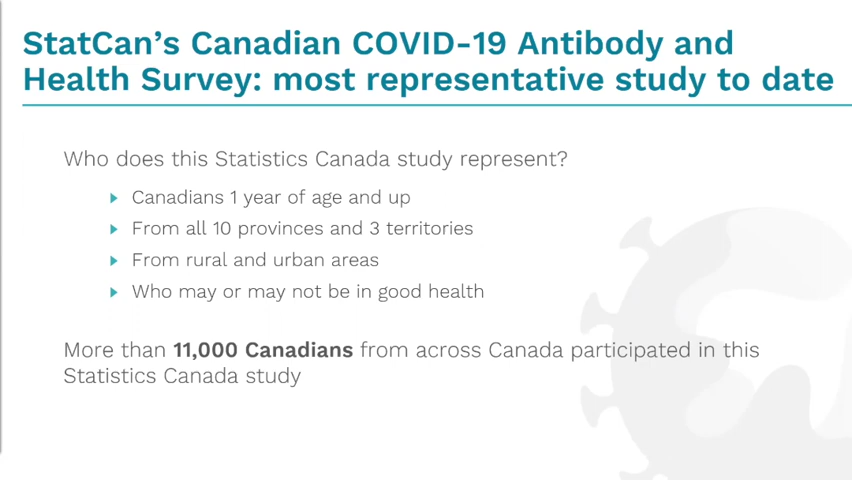 StatCan’s Canadian COVID-19 Antibody and
Health Survey: most representative study to date
Who does this Statistics Canada study represent?
Canadians 1 year of age and up
From all 10 provinces and 3 territories
From rural and urban areas
Who may or may not be in good health
More than 11,000 Canadians from across Canada participated in this
Statistics Canada study